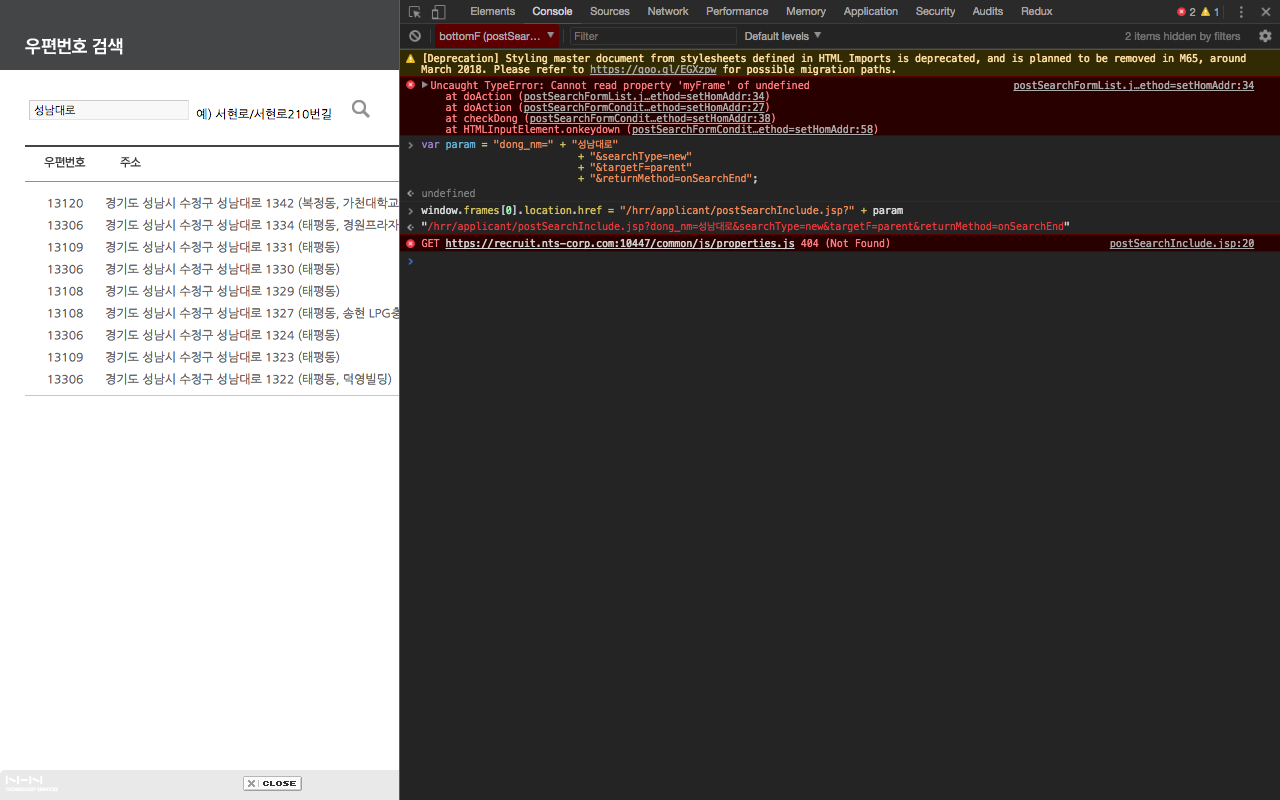 우편번호 검색
성남대로
예) 서현로/서현로210번길
우편번호 주소
13120 경기도 성남시 수정구 성남대로 1342 (복정동, 가천대학교
13306 경기도 성남시 수정구 성남대로 1334 (태평동, 경원프라자
13109 경기도 성남시 수정구 성남대로 1331 (태평동)
13306 경기도 성남시 수정구 성남대로 1330 (태평동)
13108 경기도 성남시 수정구 성남대로 1329 (태평동)
13108 경기도 성남시 수정구 성남대로 1327 (태평동, 송현 LPG충
13306 경기도 성남시 수정구 성남대로 1324 (태평동)
13109 경기도 성남시 수정구 성남대로 1323 (태평동)
13306 경기도 성남시 수정구 성남대로 1322 (태평동, 덕영빌딩)
CLOSE
Elements Console Sources Network Performance Memory Application Security Audits Redux 2 1
bottomF (postSear... Filter Default levels 2 items hidden by filters
[Deprecation] Styling master document from stylesheets defined in HTML Imports is deprecated, and is planned to be removed in M65, around
March 2018. Please refer to https://goo.gl/EGXzpw for possible migration paths.
Uncaught TypeError: Cannot read property 'myFrame' of undefined postSearchFormList.j…ethod=setHomAddr:34
at doAction (postSearchFormList.j…ethod=setHomAddr:34)
at doAction (postSearchFormCondit…ethod=setHomAddr:27)
at checkDong (postSearchFormCondit…ethod=setHomAddr:38)
at HTMLInputElement.onkeydown (postSearchFormCondit…ethod=setHomAddr:58)
var param = "dong_nm=" + "성남대로"
+ "&searchType=new"
+ "&targetF=parent"
+ "&returnMethod=onSearchEnd";
undefined
window.frames[0].location.href = "/hrr/applicant/postSearchInclude.jsp?" + param
"/hrr/applicant/postSearchInclude.jsp?dong_nm=성남대로&searchType=new&targetF=parent&returnMethod=onSearchEnd"
GET https://recruit.nts-corp.com:10447/common/js/properties.js 404 (Not Found) postSearchInclude.jsp:20